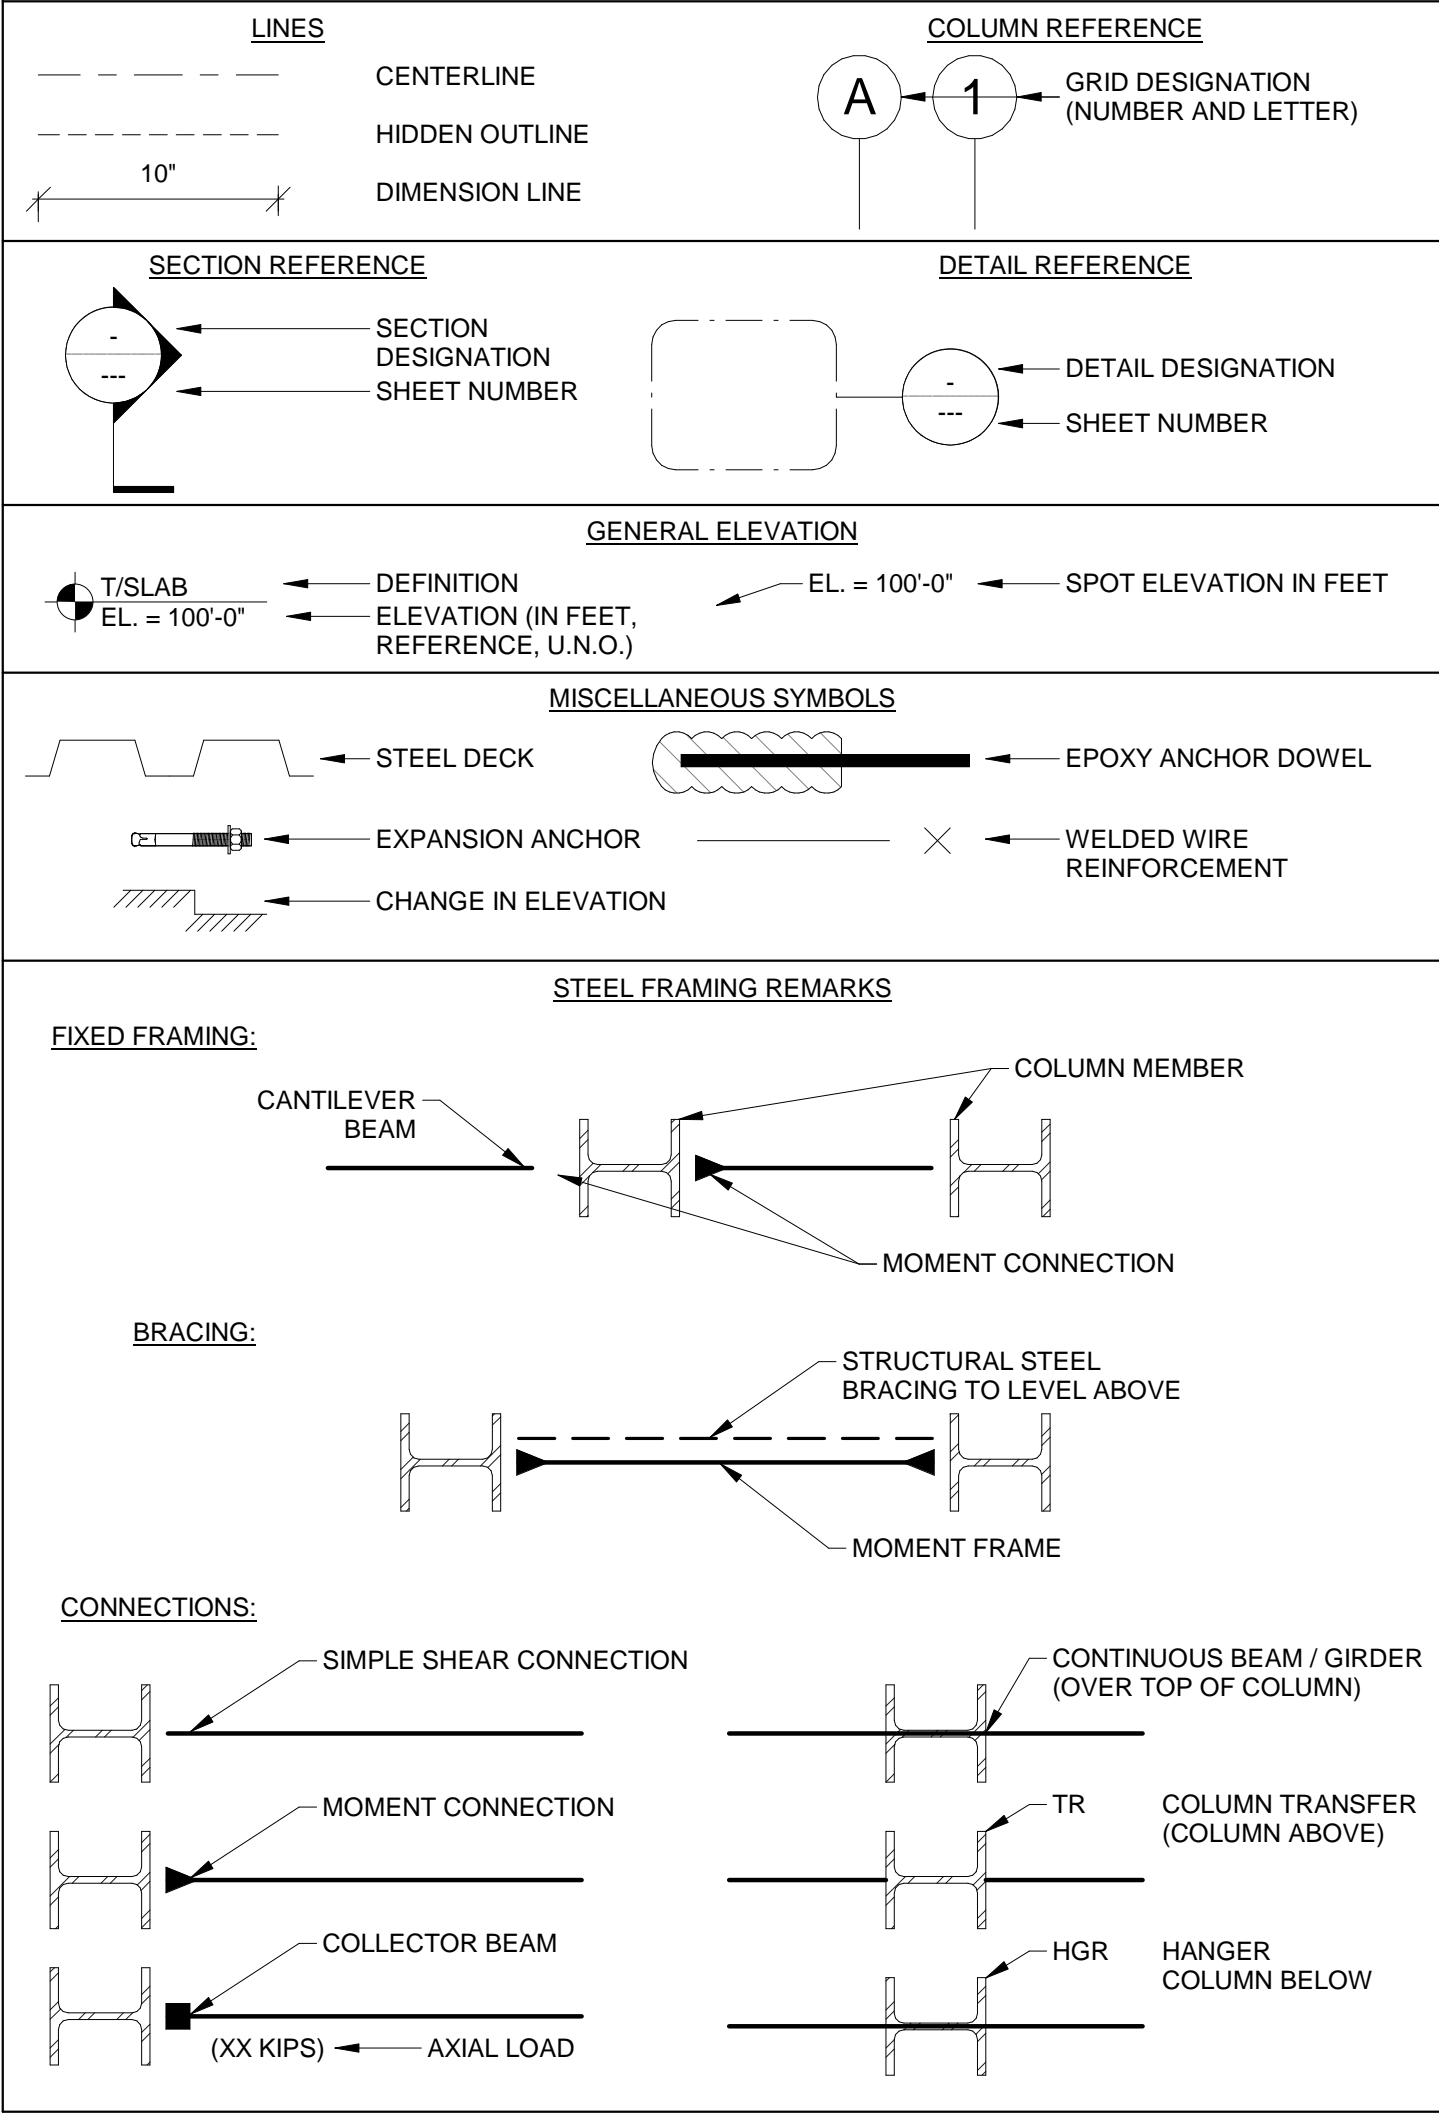 LINES
CENTERLINE
HIDDEN OUTLINE
10"
DIMENSION LINE
COLUMN REFERENCE
A
1
GRID DESIGNATION
(NUMBER AND LETTER)
SECTION REFERENCE
-
---
SECTION
DESIGNATION
SHEET NUMBER
DETAIL REFERENCE
-
---
DETAIL DESIGNATION
SHEET NUMBER
GENERAL ELEVATION
T/SLAB
EL. = 100'-0"
DEFINITION
ELEVATION (IN FEET,
REFERENCE, U.N.O.)
EL. = 100'-0"
SPOT ELEVATION IN FEET
MISCELLANEOUS SYMBOLS
STEEL DECK
EPOXY ANCHOR DOWEL
EXPANSION ANCHOR
WELDED WIRE
REINFORCEMENT
CHANGE IN ELEVATION
STEEL FRAMING REMARKS
FIXED FRAMING:
CANTILEVER
BEAM
COLUMN MEMBER
MOMENT CONNECTION
BRACING:
STRUCTURAL STEEL
BRACING TO LEVEL ABOVE
MOMENT FRAME
CONNECTIONS:
SIMPLE SHEAR CONNECTION
CONTINUOUS BEAM / GIRDER
(OVER TOP OF COLUMN)
MOMENT CONNECTION
TR
COLUMN TRANSFER
(COLUMN ABOVE)
COLLECTOR BEAM
(XX KIPS)
AXIAL LOAD
HGR
HANGER
COLUMN BELOW